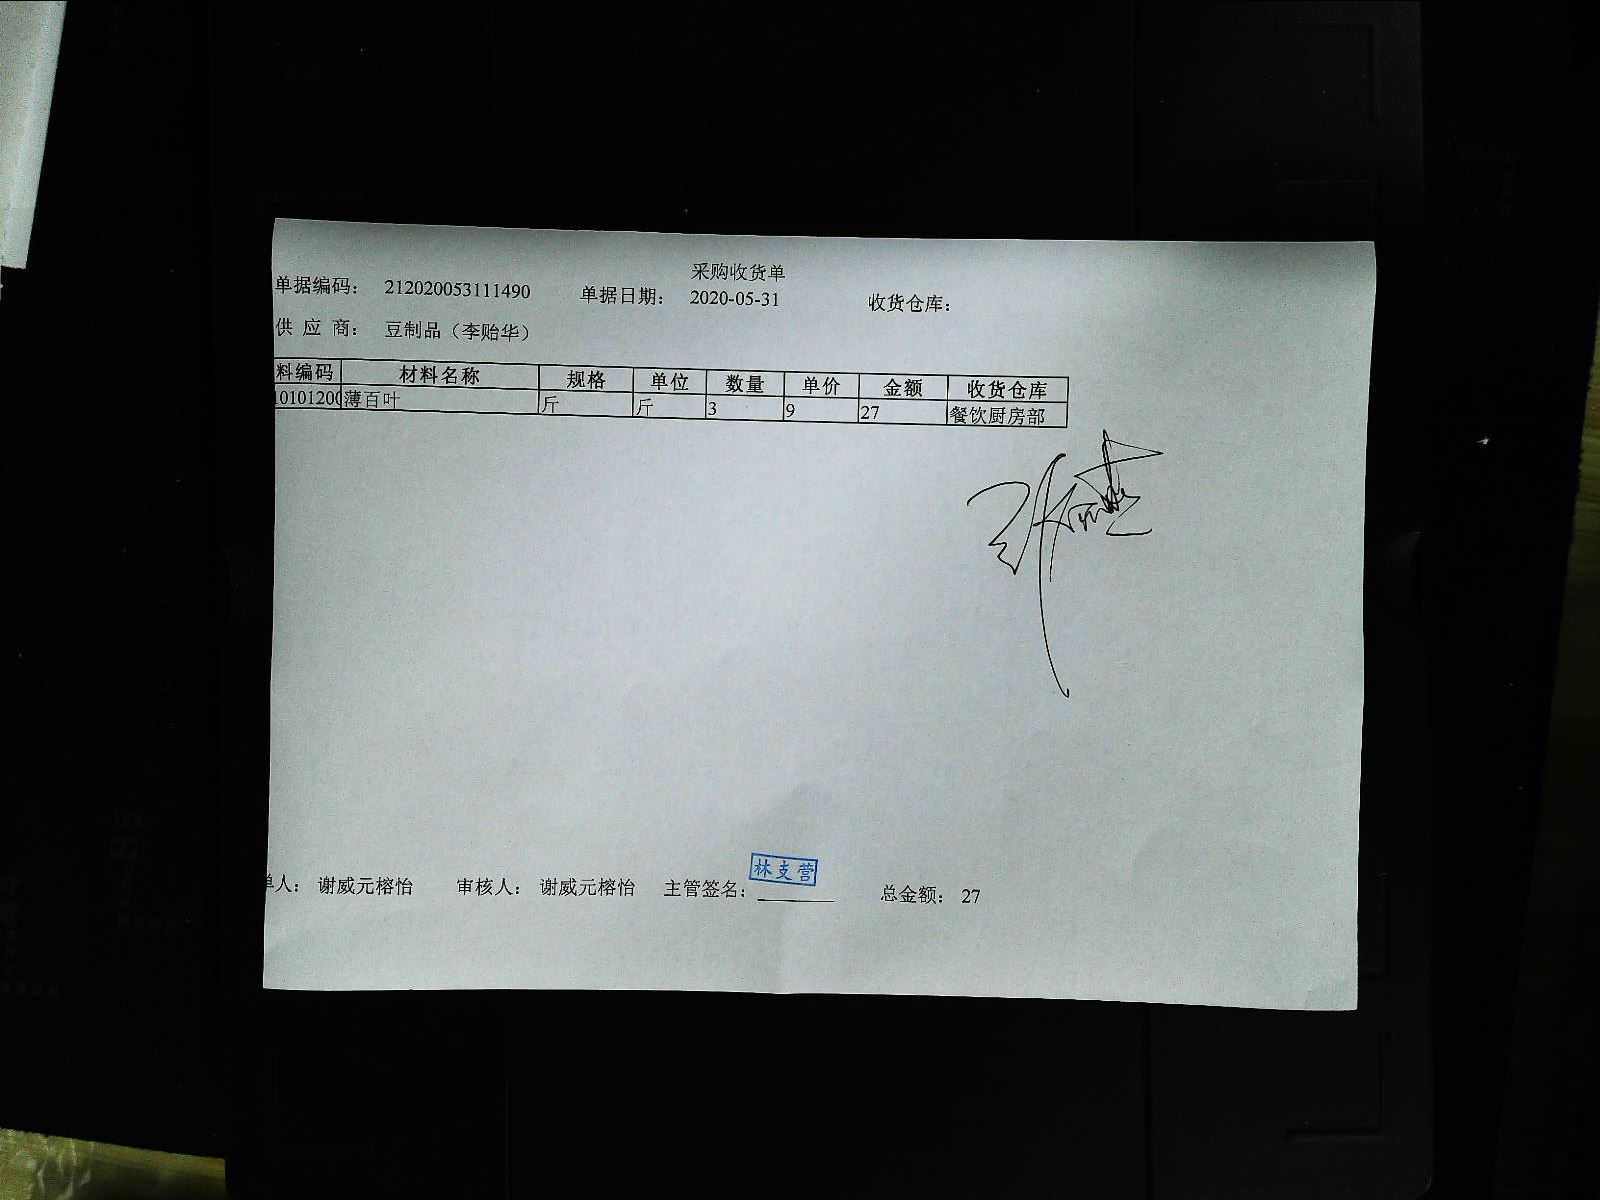 采购收货单
单据编码： 212020053111490 单据日期： 2020-05-31 收货仓库：
供 应 商： 豆制品（李贻华）
料编码 材料名称 规格 单位 数量 单价 金额 收货仓库
10101200 薄百叶 斤 斤 3 9 27 餐饮厨房部
单人： 谢威元榕怡 审核人： 谢威元榕怡 主管签名： 林支营 总金额： 27